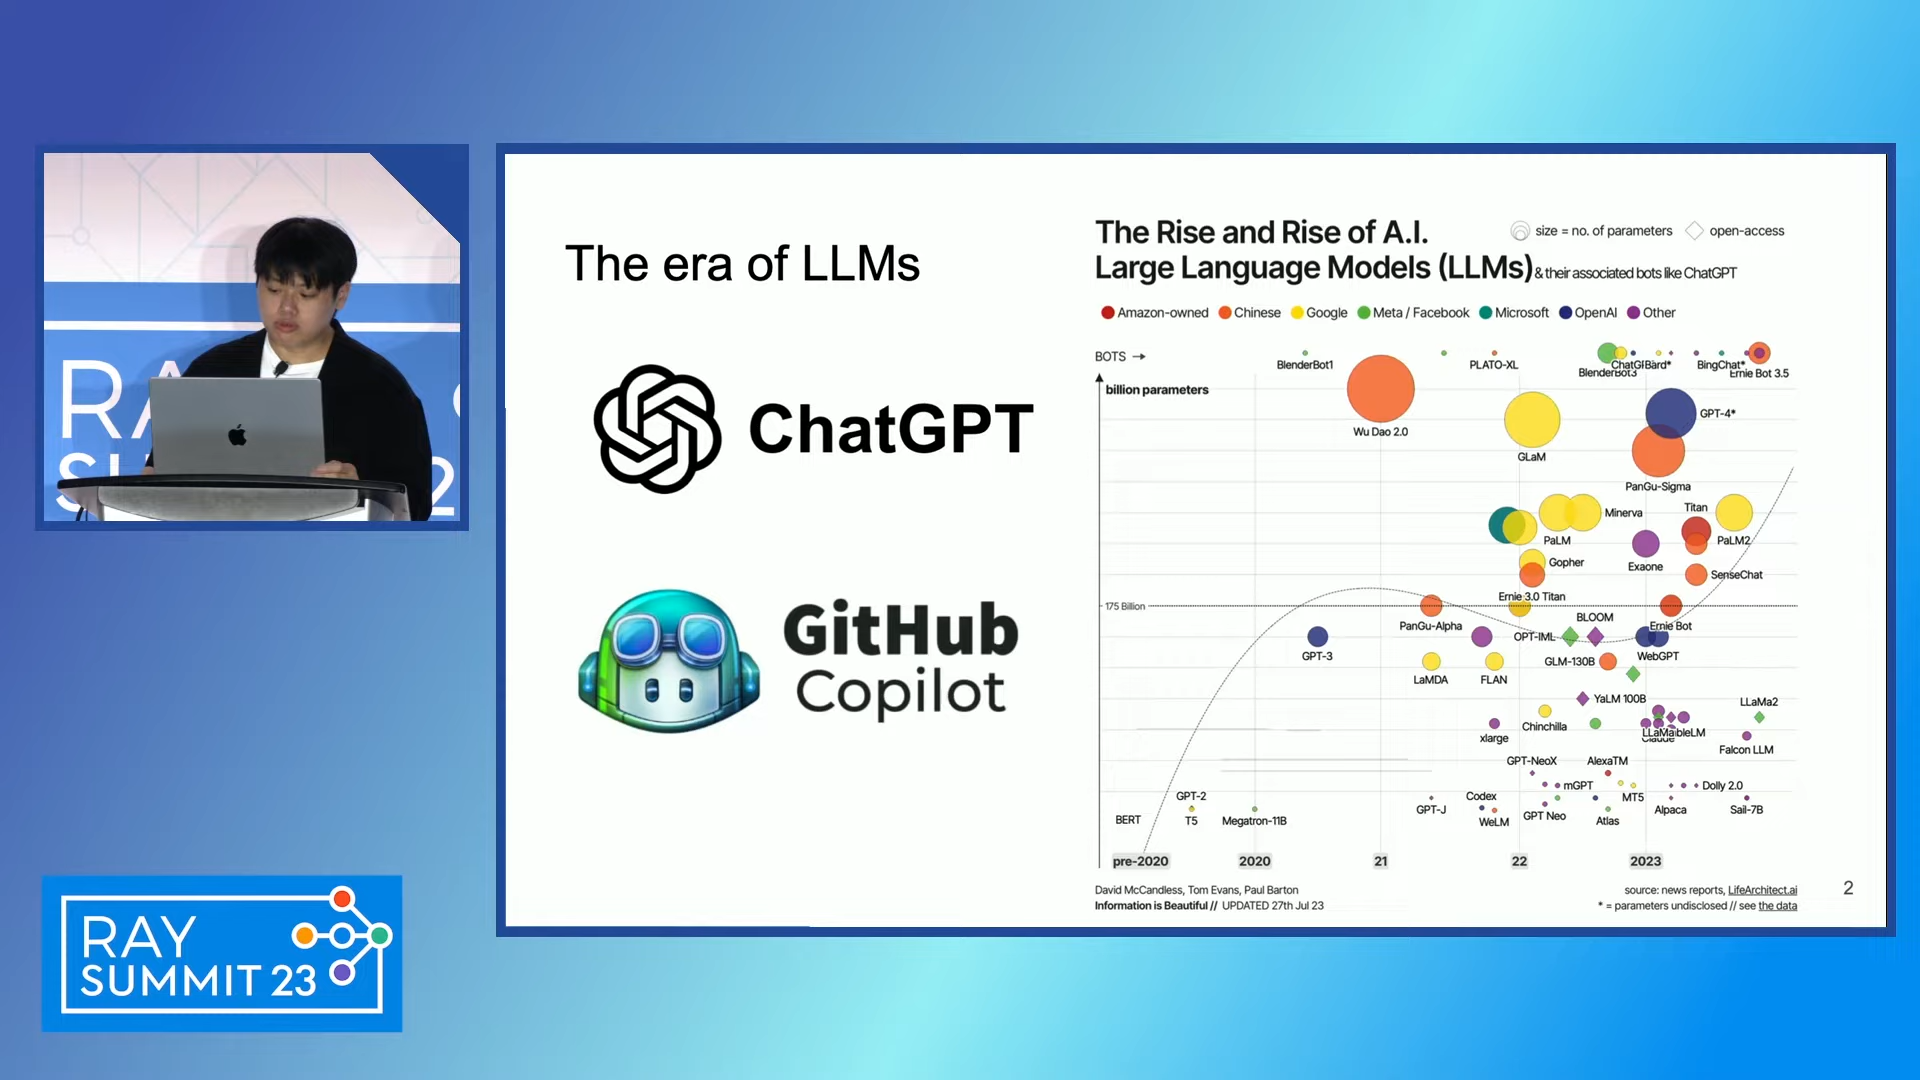 The era of LLMs
ChatGPT
GitHub
Copilot
The Rise and Rise of A.I.
Large Language Models (LLMs) & their associated bots like ChatGPT
size = no. of parameters
open-access
Amazon-owned
Chinese
Google
Meta / Facebook
Microsoft
OpenAI
Other
BOTS →
BlenderBot1
PLATO-XL
BlenderBot3
ChatG
Bard*
BingChat*
Ernie Bot 3.5
billion parameters
Wu Dao 2.0
GLaM
GPT-4*
PanGu-Sigma
Minerva
Titan
PaLM
PaLM2
Gopher
Exaone
SenseChat
Ernie 3.0 Titan
175 Billion
PanGu-Alpha
BLOOM
Ernie Bot
OPT-IML
GPT-3
GLM-130B
WebGPT
LaMDA
FLAN
YaLM 100B
LLaMa2
Chinchilla
xlarge
LLaMa
bleLM
Claude
Falcon LLM
GPT-NeoX
AlexaTM
mGPT
Dolly 2.0
GPT-2
T5
BERT
Megatron-11B
GPT-J
Codex
WeLM
GPT Neo
MT5
Atlas
Alpaca
Sail-7B
pre-2020
2020
21
22
2023
David McCandless, Tom Evans, Paul Barton
Information is Beautiful // UPDATED 27th Jul 23
source: news reports, LifeArchitect.ai
* = parameters undisclosed // see the data
2
RAY
SUMMIT 23